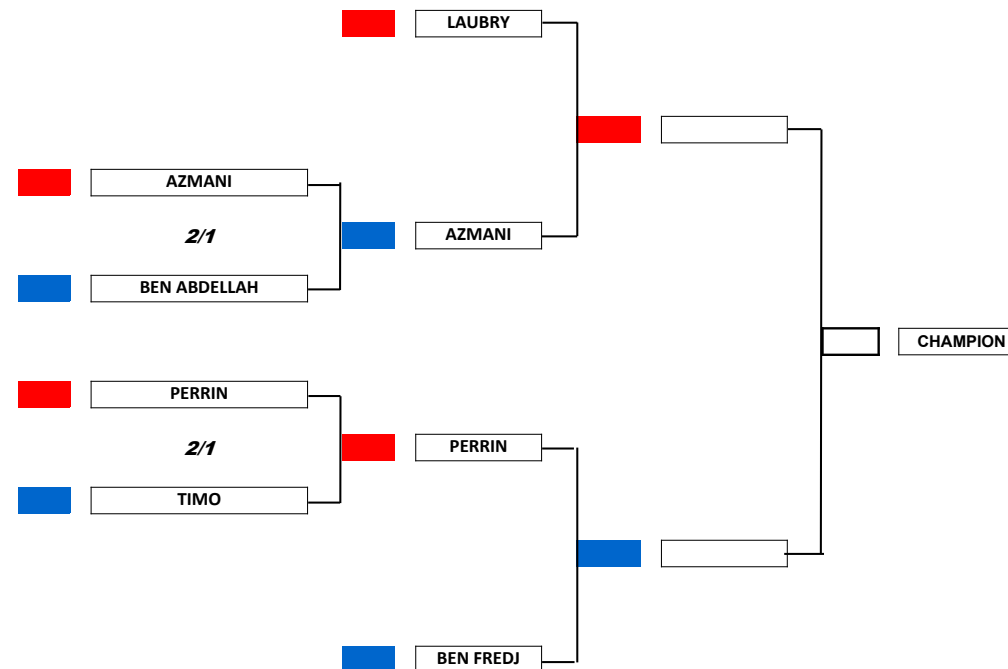 LAUBRY
AZMANI
2/1
AZMANI
BEN ABDELLAH
CHAMPION
PERRIN
2/1
PERRIN
TIMO
BEN FREDJ